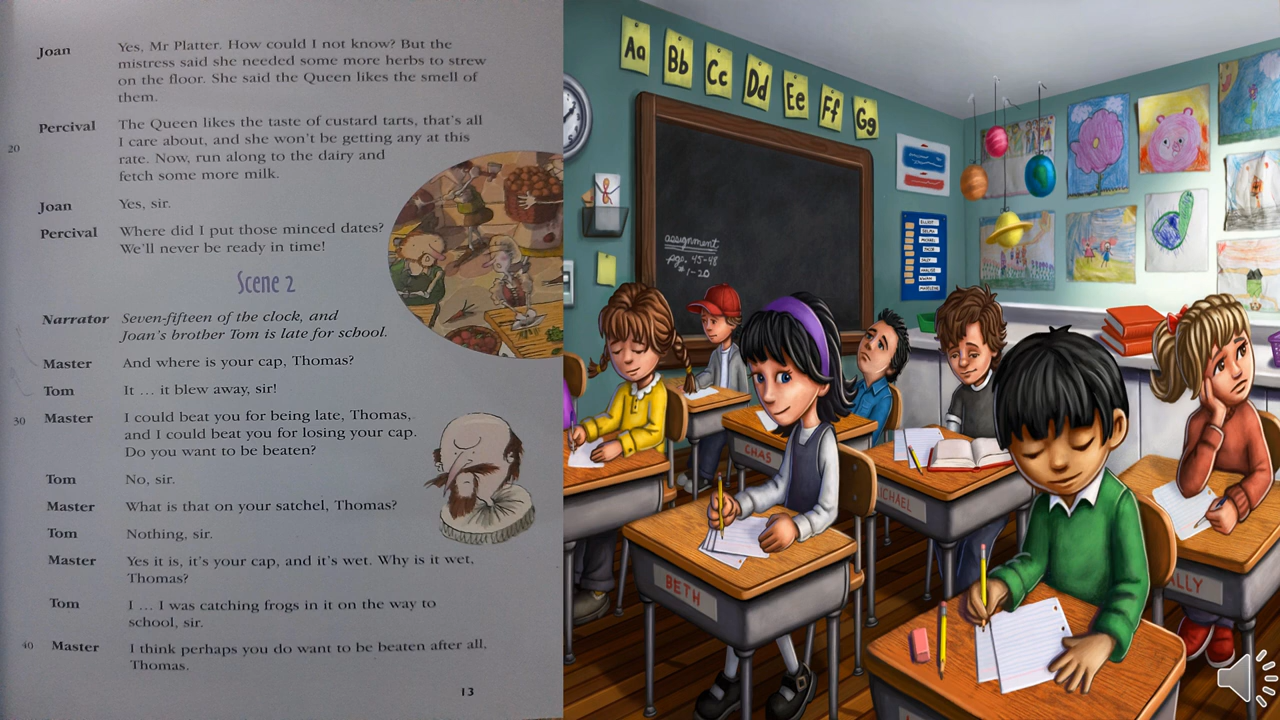 Joan Yes, Mr Platter. How could I not know? But the
mistress said she needed some more herbs to strew
on the floor. She said the Queen likes the smell of
them.
Percival The Queen likes the taste of custard tarts, that's all
20 I care about, and she won't be getting any at this
rate. Now, run along to the dairy and
fetch some more milk.
Joan Yes, sir.
Percival Where did I put those minced dates?
We'll never be ready in time!
Scene 2
Narrator Seven-fifteen of the clock, and
Joan's brother Tom is late for school.
Master And where is your cap, Thomas?
Tom It ... it blew away, sir!
30 Master I could beat you for being late, Thomas,
and I could beat you for losing your cap.
Do you want to be beaten?
Tom No, sir.
Master What is that on your satchel, Thomas?
Tom Nothing, sir.
Master Yes it is, it's your cap, and it's wet. Why is it wet,
Thomas?
Tom I ... I was catching frogs in it on the way to
school, sir.
40 Master I think perhaps you do want to be beaten after all,
Thomas.
13
Aa
Bb
Cc
Dd
Ee
Ff
Gg
assignment
pgs. 45-48
# 1-20
CHAS
BETH